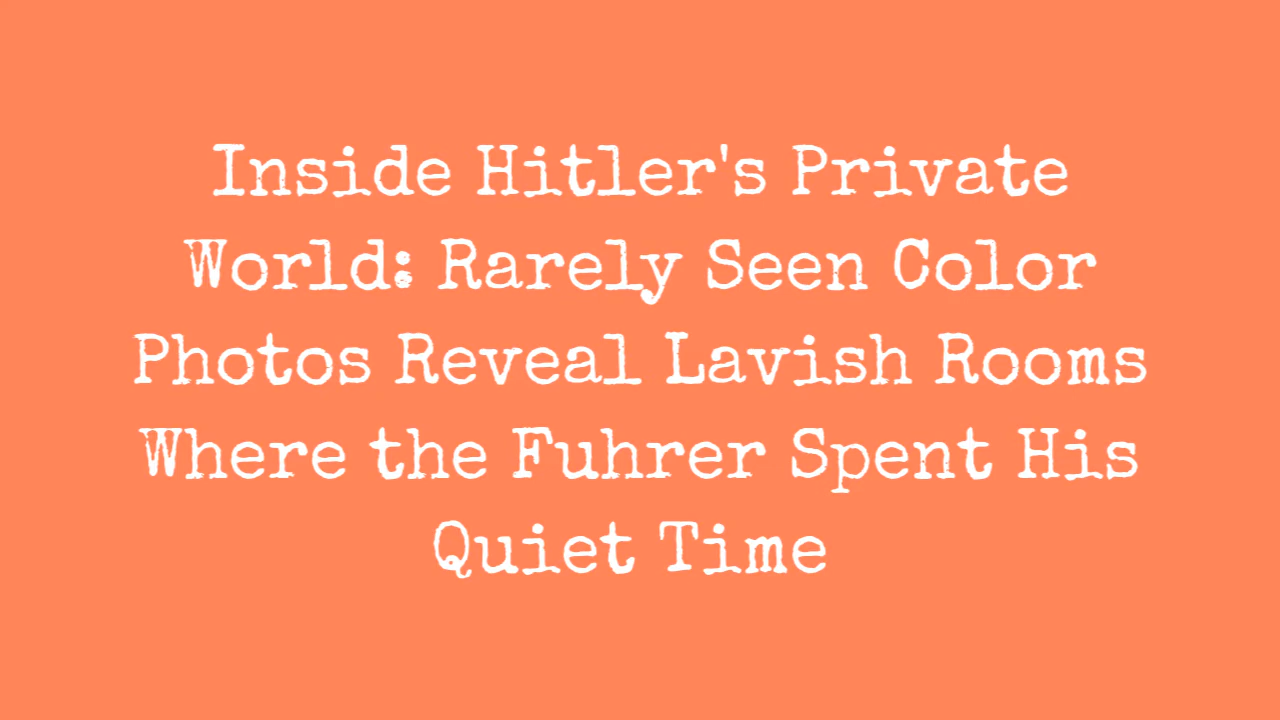 Inside Hitler's Private
World: Rarely Seen Color
Photos Reveal Lavish Rooms
Where the Fuhrer Spent His
Quiet Time